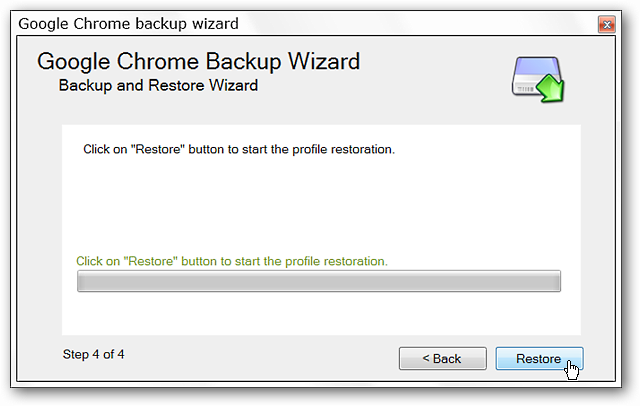 Google Chrome backup wizard
Google Chrome Backup Wizard
Backup and Restore Wizard
Click on "Restore" button to start the profile restoration.
Click on "Restore" button to start the profile restoration.
Step 4 of 4
< Back
Restore